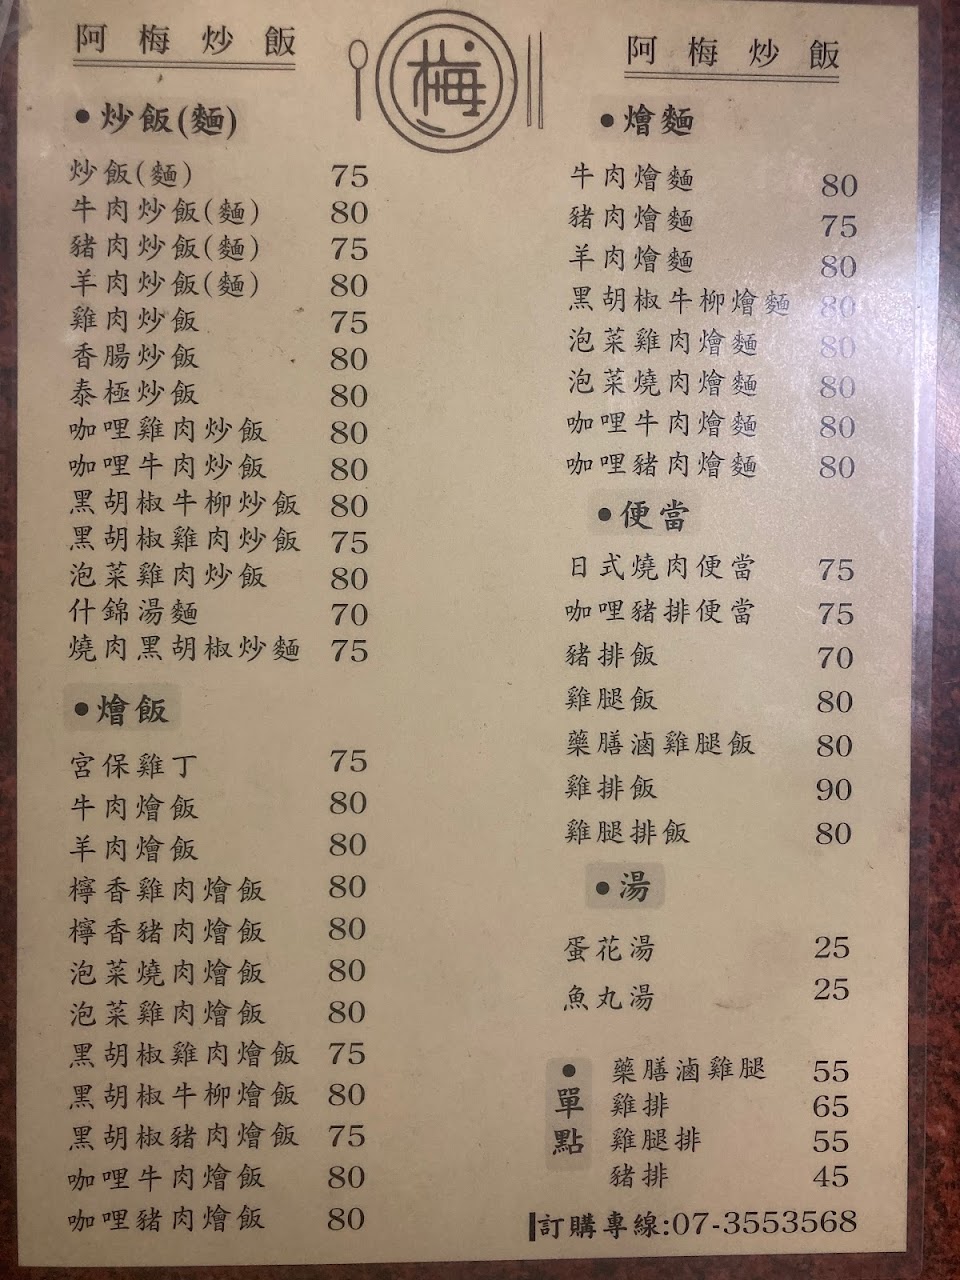 阿梅炒飯
梅
•炒飯(麵)
炒飯(麵) 75
牛肉炒飯(麵) 80
豬肉炒飯(麵) 75
羊肉炒飯(麵) 80
雞肉炒飯 75
香腸炒飯 80
泰極炒飯 80
咖哩雞肉炒飯 80
咖哩牛肉炒飯 80
黑胡椒牛柳炒飯 80
黑胡椒雞肉炒飯 75
泡菜雞肉炒飯 80
什錦湯麵 70
燒肉黑胡椒炒麵 75
•燴飯
宮保雞丁 75
牛肉燴飯 80
羊肉燴飯 80
檸香雞肉燴飯 80
檸香豬肉燴飯 80
泡菜燒肉燴飯 80
泡菜雞肉燴飯 80
黑胡椒雞肉燴飯 75
黑胡椒牛柳燴飯 80
黑胡椒豬肉燴飯 75
咖哩牛肉燴飯 80
咖哩豬肉燴飯 80
阿梅炒飯
•燴麵
牛肉燴麵 80
豬肉燴麵 75
羊肉燴麵 80
黑胡椒牛柳燴麵 80
泡菜雞肉燴麵 80
泡菜燒肉燴麵 80
咖哩牛肉燴麵 80
咖哩豬肉燴麵 80
•便當
日式燒肉便當 75
咖哩豬排便當 75
豬排飯 70
雞腿飯 80
藥膳滷雞腿飯 80
雞排飯 90
雞腿排飯 80
•湯
蛋花湯 25
魚丸湯 25
•單點
藥膳滷雞腿 55
雞排 65
雞腿排 55
豬排 45
訂購專線:07-3553568